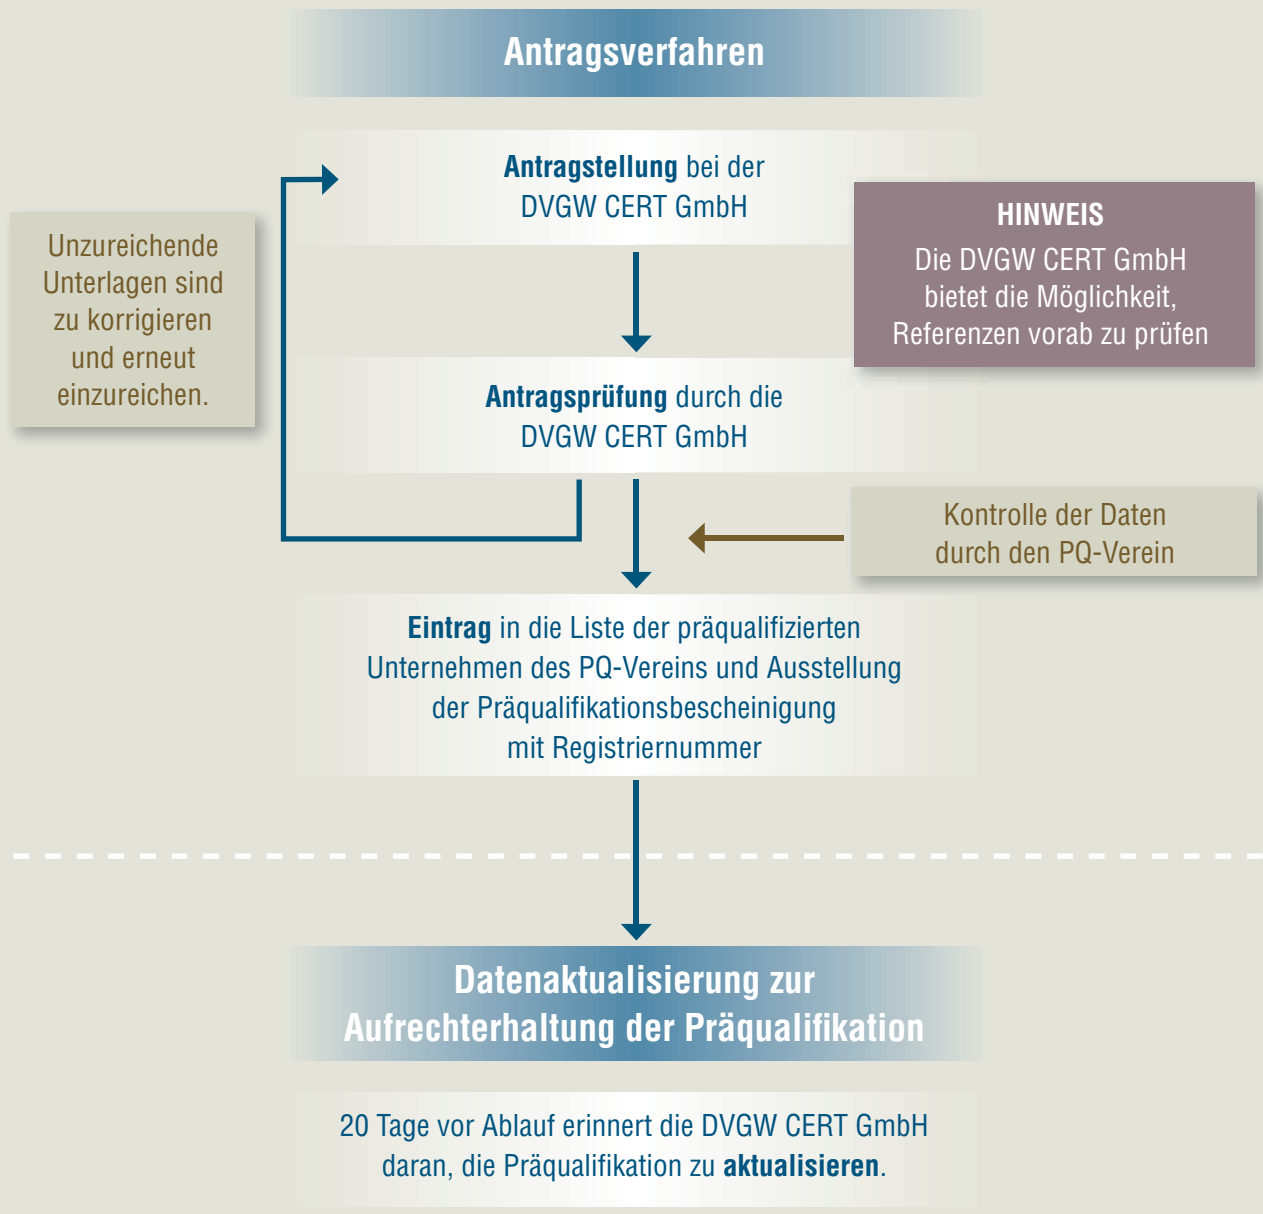 Antragsverfahren
Antragstellung bei der
DVGW CERT GmbH
HINWEIS
Die DVGW CERT GmbH
bietet die Möglichkeit,
Referenzen vorab zu prüfen
Unzureichende
Unterlagen sind
zu korrigieren
und erneut
einzureichen.
Antragsprüfung durch die
DVGW CERT GmbH
Kontrolle der Daten
durch den PQ-Verein
Eintrag in die Liste der präqualifizierten
Unternehmen des PQ-Vereins und Ausstellung
der Präqualifikationsbescheinigung
mit Registriernummer
Datenaktualisierung zur
Aufrechterhaltung der Präqualifikation
20 Tage vor Ablauf erinnert die DVGW CERT GmbH
daran, die Präqualifikation zu aktualisieren.